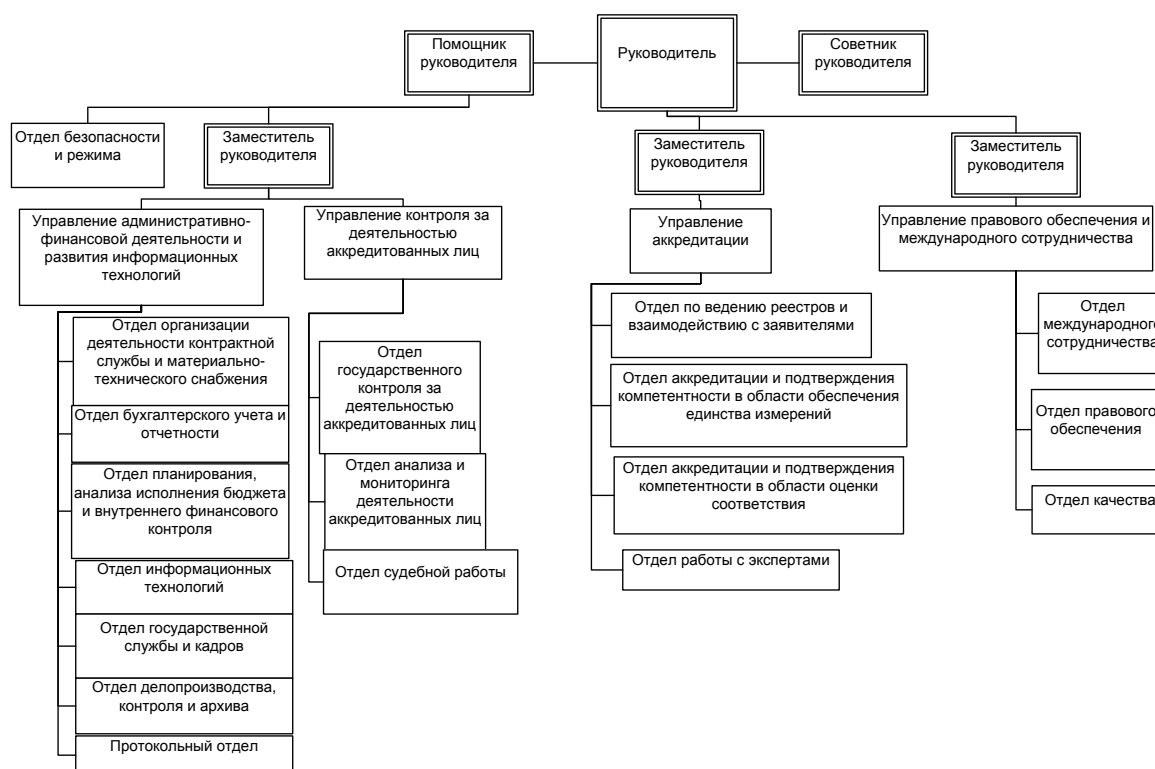 Помощник
руководителя
Руководитель
Советник
руководителя
Отдел безопасности
и режима
Заместитель
руководителя
Заместитель
руководителя
Заместитель
руководителя
Управление административно-
финансовой деятельности и
развития информационных
технологий
Управление контроля за
деятельностью
аккредитованных лиц
Управление
аккредитации
Управление правового обеспечения и
международного сотрудничества
Отдел организации
деятельности контрактной
службы и материально-
технического снабжения
Отдел бухгалтерского учета и
отчетности
Отдел планирования,
анализа исполнения бюджета
и внутреннего финансового
контроля
Отдел информационных
технологий
Отдел государственной
службы и кадров
Отдел делопроизводства,
контроля и архива
Протокольный отдел
Отдел
государственного
контроля за
деятельностью
аккредитованных лиц
Отдел анализа и
мониторинга
деятельности
аккредитованных лиц
Отдел судебной работы
Отдел по ведению реестров и
взаимодействию с заявителями
Отдел аккредитации и подтверждения
компетентности в области обеспечения
единства измерений
Отдел аккредитации и подтверждения
компетентности в области оценки
соответствия
Отдел работы с экспертами
Отдел
международного
сотрудничества
Отдел правового
обеспечения
Отдел качества